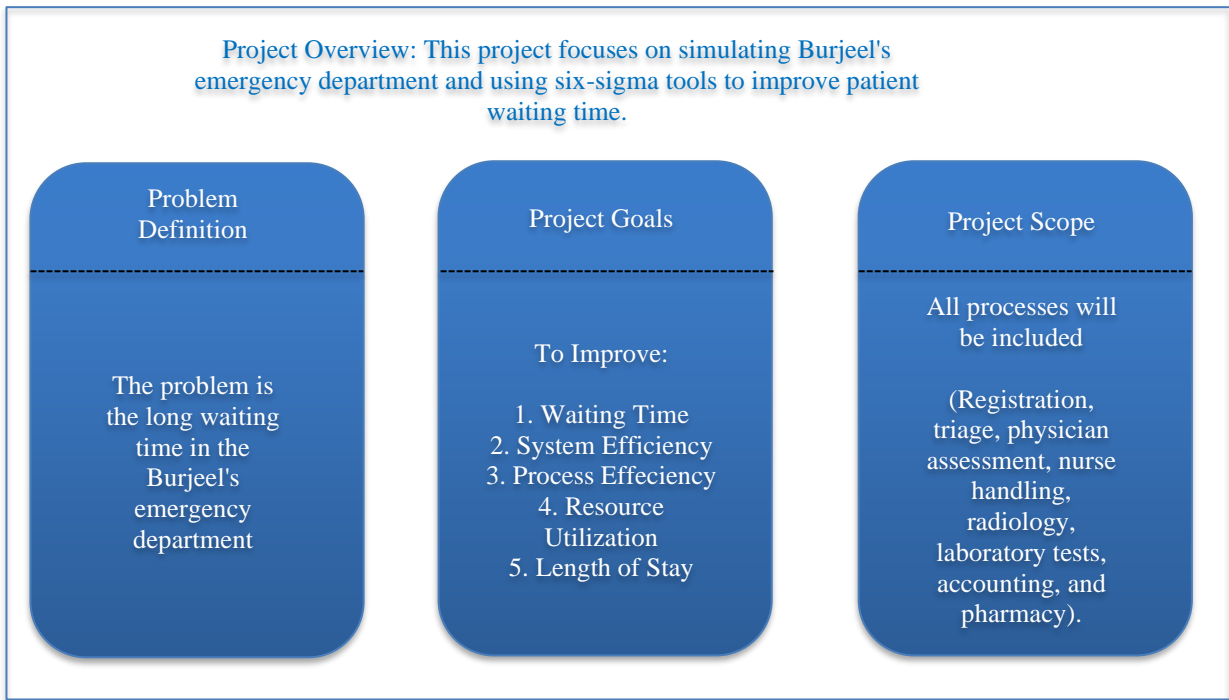 Project Overview: This project focuses on simulating Burjeel's
emergency department and using six-sigma tools to improve patient
waiting time.
Problem
Definition
The problem is
the long waiting
time in the
Burjeel's
emergency
department
Project Goals
To Improve:
1. Waiting Time
2. System Efficiency
3. Process Effeciency
4. Resource
Utilization
5. Length of Stay
Project Scope
All processes will
be included
(Registration,
triage, physician
assessment, nurse
handling,
radiology,
laboratory tests,
accounting, and
pharmacy).